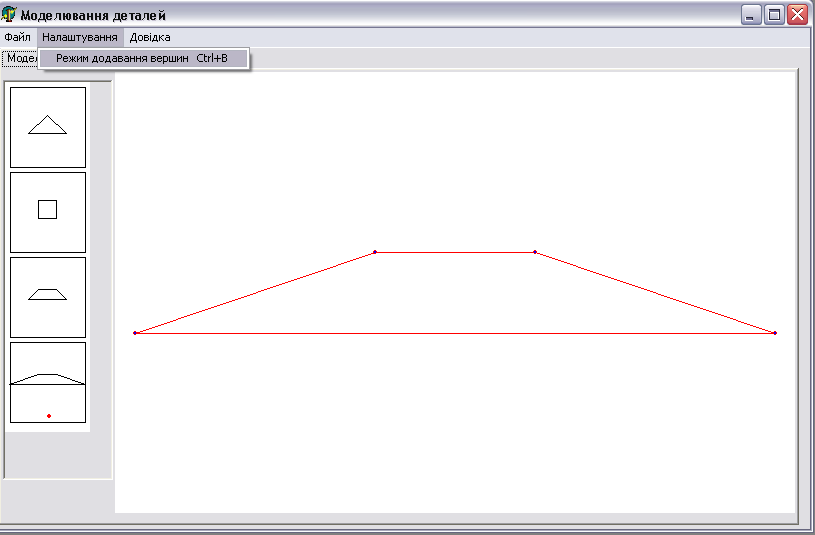 Моделювання деталей
Файл Налаштування Довідка
Режим додавання вершин Ctrl+B